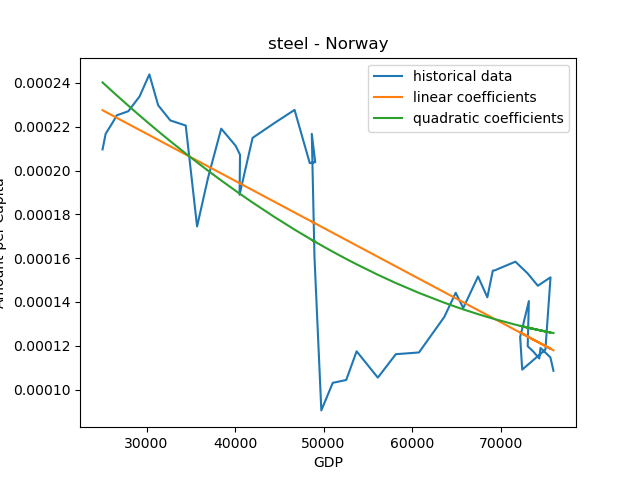 steel - Norway
historical data
linear coefficients
quadratic coefficients
0.00024
0.00022
0.00020
0.00018
0.00016
0.00014
0.00012
0.00010
per Capita
30000 40000 50000 60000 70000
GDP